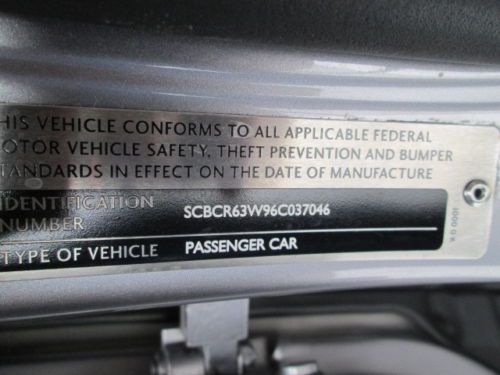 HIS VEHICLE CONFORMS TO ALL APPLICABLE FEDERAL
OTOR VEHICLE SAFETY, THEFT PREVENTION AND BUMPER
TANDARDS IN EFFECT ON THE DATE OF MANUFACTURE
IDENTIFICATION
NUMBER
SCBCR63W96C037046
TYPE OF VEHICLE PASSENGER CAR